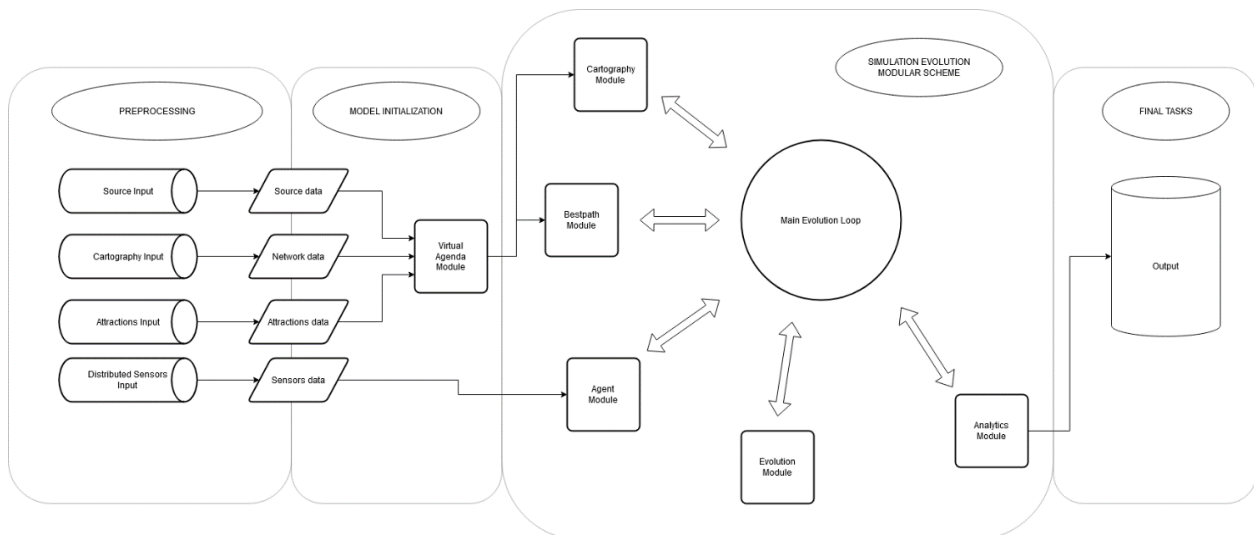 PREPROCESSING
Source Input
Cartography Input
Attractions Input
Distributed Sensors
Input
Source data
Network data
Attractions data
Sensors data
MODEL INITIALIZATION
Virtual
Agenda
Module
SIMULATION EVOLUTION
MODULAR SCHEME
Cartography
Module
Bestpath
Module
Agent
Module
Main Evolution Loop
Evolution
Module
Analytics
Module
FINAL TASKS
Output